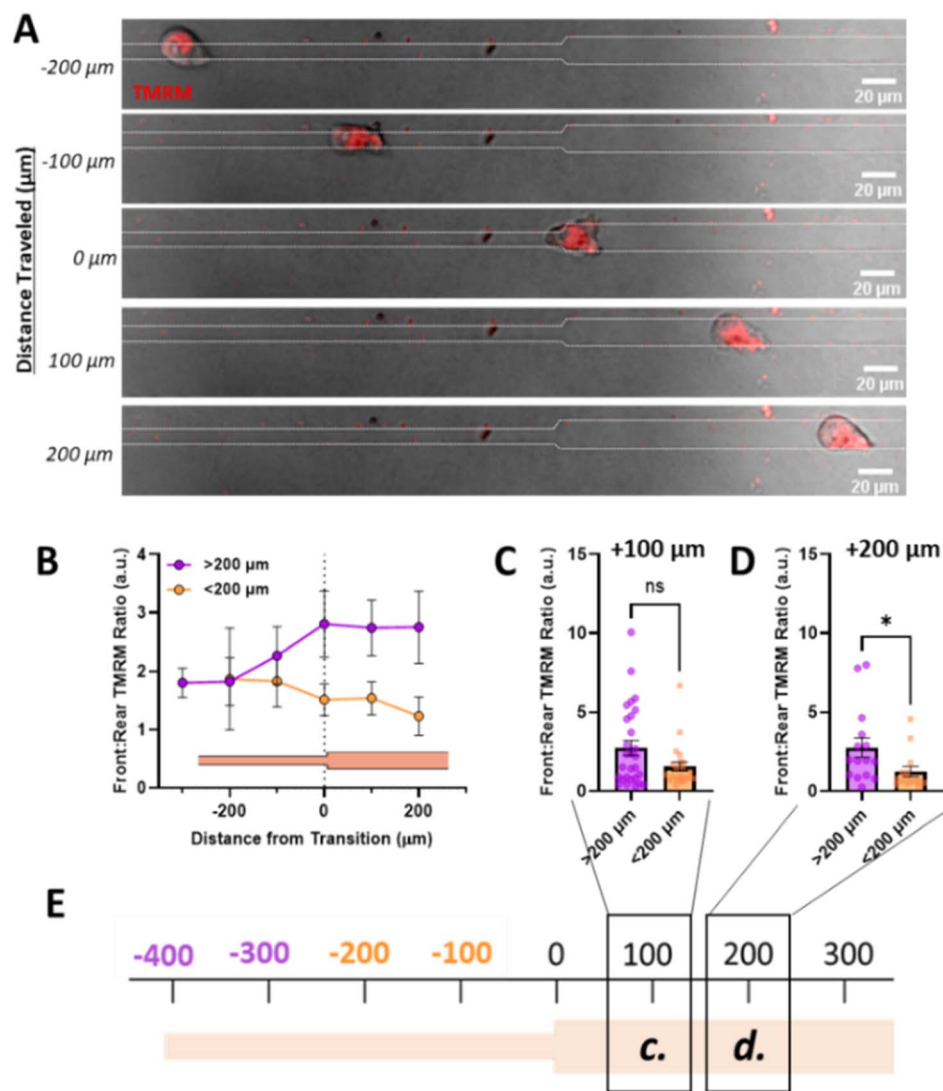 A
-200 µm
TMRM
20 µm
-100 µm
20 µm
Distance Traveled (µm)
0 µm
20 µm
100 µm
20 µm
200 µm
20 µm
B
Front:Rear TMRM Ratio (a.u.)
4
3
2
1
0
>200 µm
<200 µm
-200
0
200
Distance from Transition (µm)
C
+100 µm
Front:Rear TMRM Ratio (a.u.)
15
10
5
0
ns
>200 µm
<200 µm
D
+200 µm
Front:Rear TMRM Ratio (a.u.)
15
10
5
0
*
>200 µm
<200 µm
E
-400 -300 -200 -100 0 100 200 300
c. d.